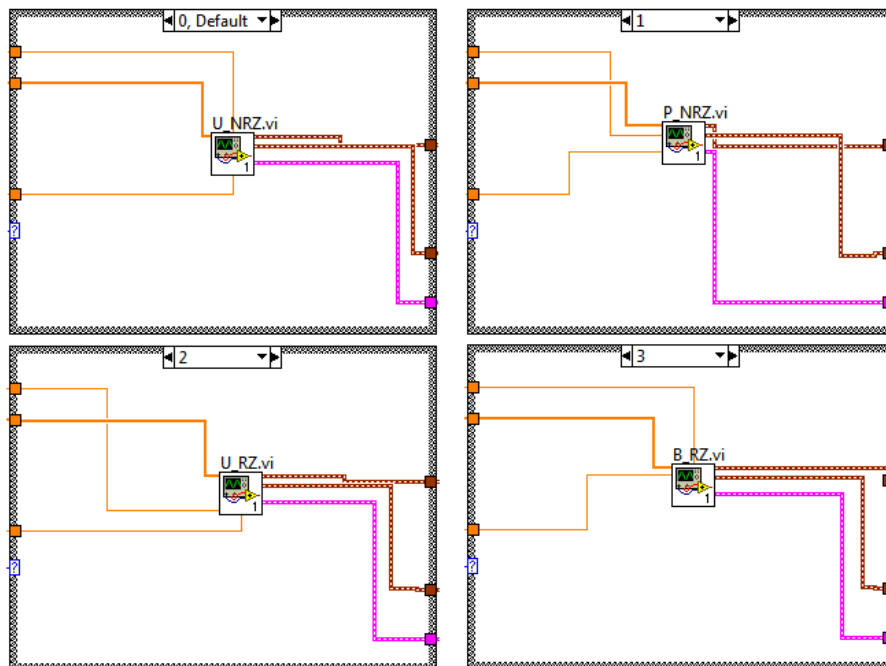 0, Default
1
U_NRZ.vi
P_NRZ.vi
1
1
?
?
2
3
U_RZ.vi
B_RZ.vi
1
1
?
?